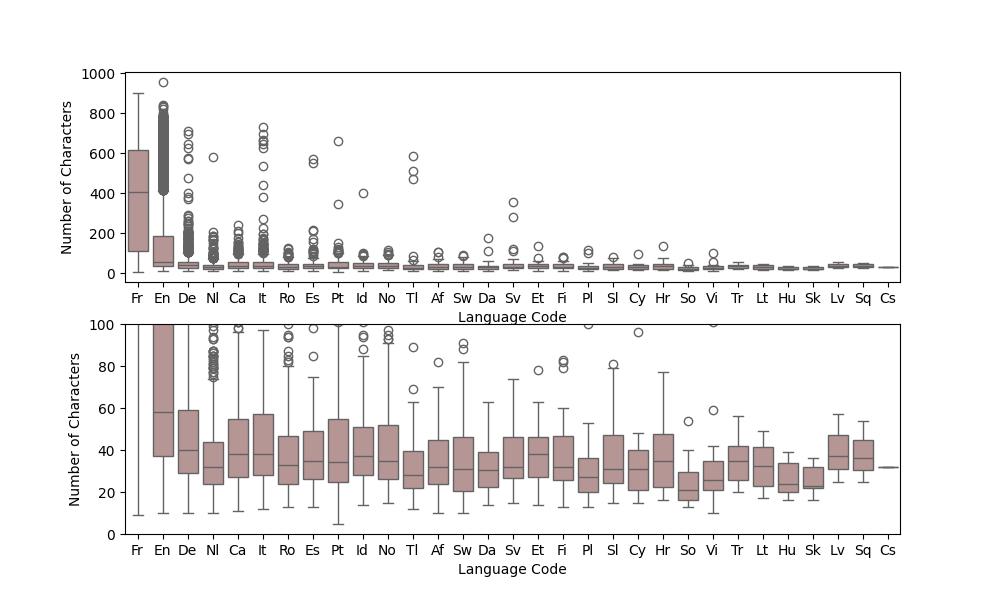 1000
800
600
400
200
0
Number of Characters
Fr En De Nl Ca It Ro Es Pt Id No Tl Af Sw Da Sv Et Fi Pl Sl Cy Hr So Vi Tr Lt Hu Sk Lv Sq Cs
Language Code
100
80
60
40
20
0
Number of Characters
Fr En De Nl Ca It Ro Es Pt Id No Tl Af Sw Da Sv Et Fi Pl Sl Cy Hr So Vi Tr Lt Hu Sk Lv Sq Cs
Language Code